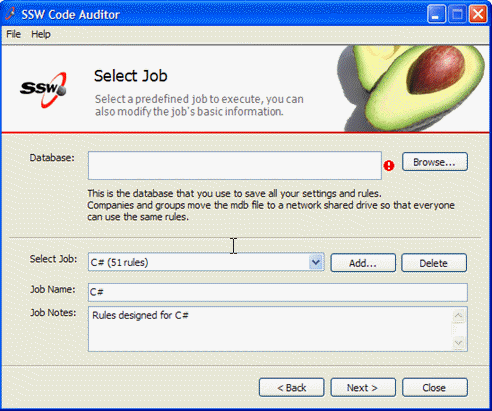 SSW Code Auditor
File Help
SSW
Select Job
Select a predefined job to execute, you can
also modify the job's basic information.
Database:
Browse...
This is the database that you use to save all your settings and rules.
Companies and groups move the mdb file to a network shared drive so that everyone
can use the same rules.
Select Job: C# (51 rules) Add... Delete
Job Name: C#
Job Notes: Rules designed for C#
< Back Next > Close